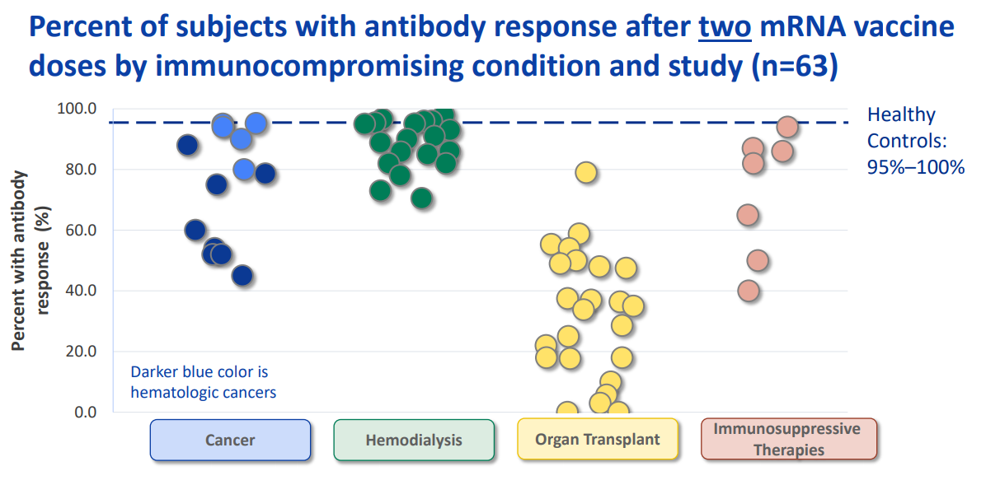 Percent of subjects with antibody response after two mRNA vaccine
doses by immunocompromising condition and study (n=63)
100.0
80.0
60.0
40.0
20.0
0.0
Percent with antibody
response (%)
Healthy
Controls:
95%–100%
Darker blue color is
hematologic cancers
Cancer
Hemodialysis
Organ Transplant
Immunosuppressive
Therapies